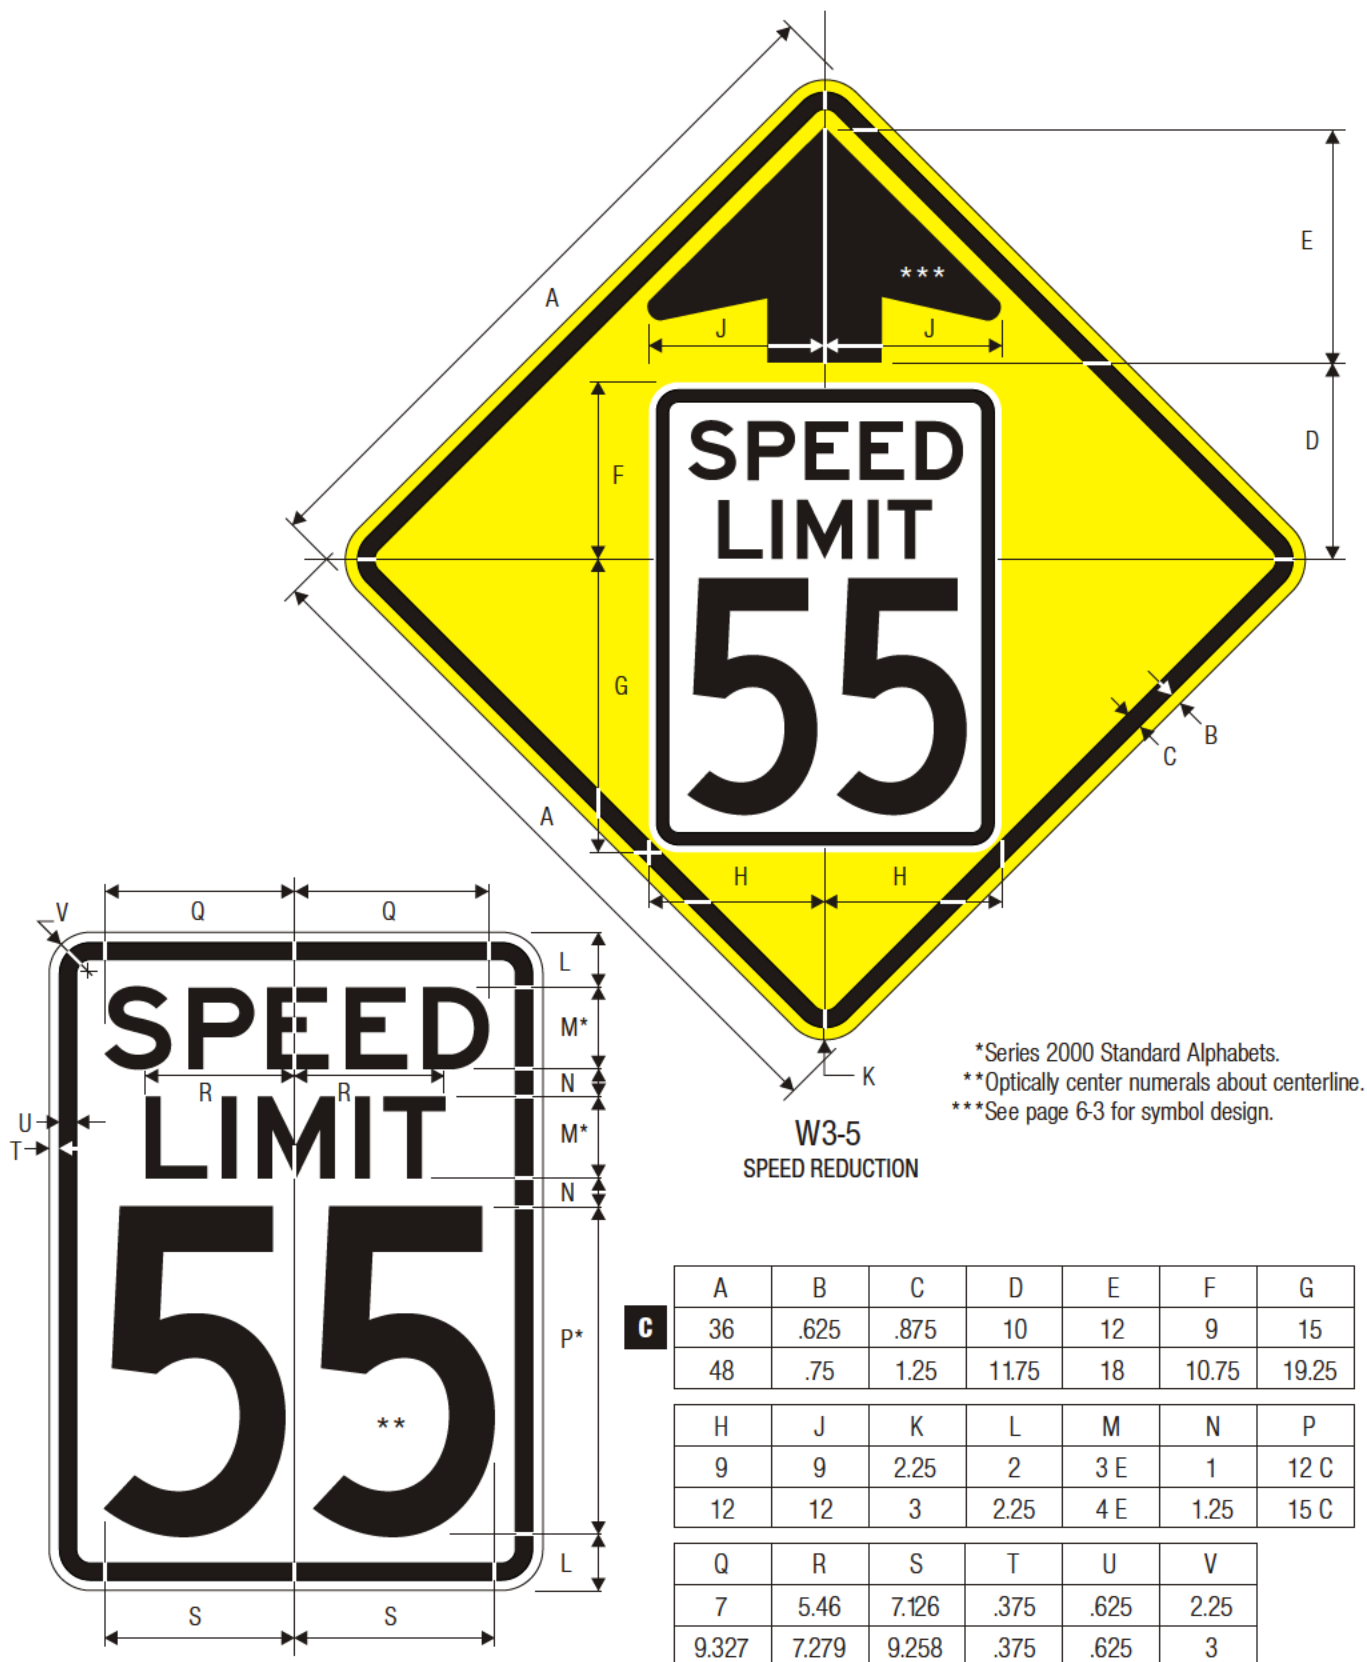 A
E
***
J J
D
SPEED
F
LIMIT
55
G
B
C
A
H H
K
*Series 2000 Standard Alphabets.
**Optically center numerals about centerline.
***See page 6-3 for symbol design.
W3-5
SPEED REDUCTION
Q Q
V
L
SPEED
M*
R R
N
LIMIT
U
T
M*
N
55
P*
**
L
S S
C
A B C D E F G
36 .625 .875 10 12 9 15
48 .75 1.25 11.75 18 10.75 19.25
H J K L M N P
9 9 2.25 2 3 E 1 12 C
12 12 3 2.25 4 E 1.25 15 C
Q R S T U V
7 5.46 7.126 .375 .625 2.25
9.327 7.279 9.258 .375 .625 3